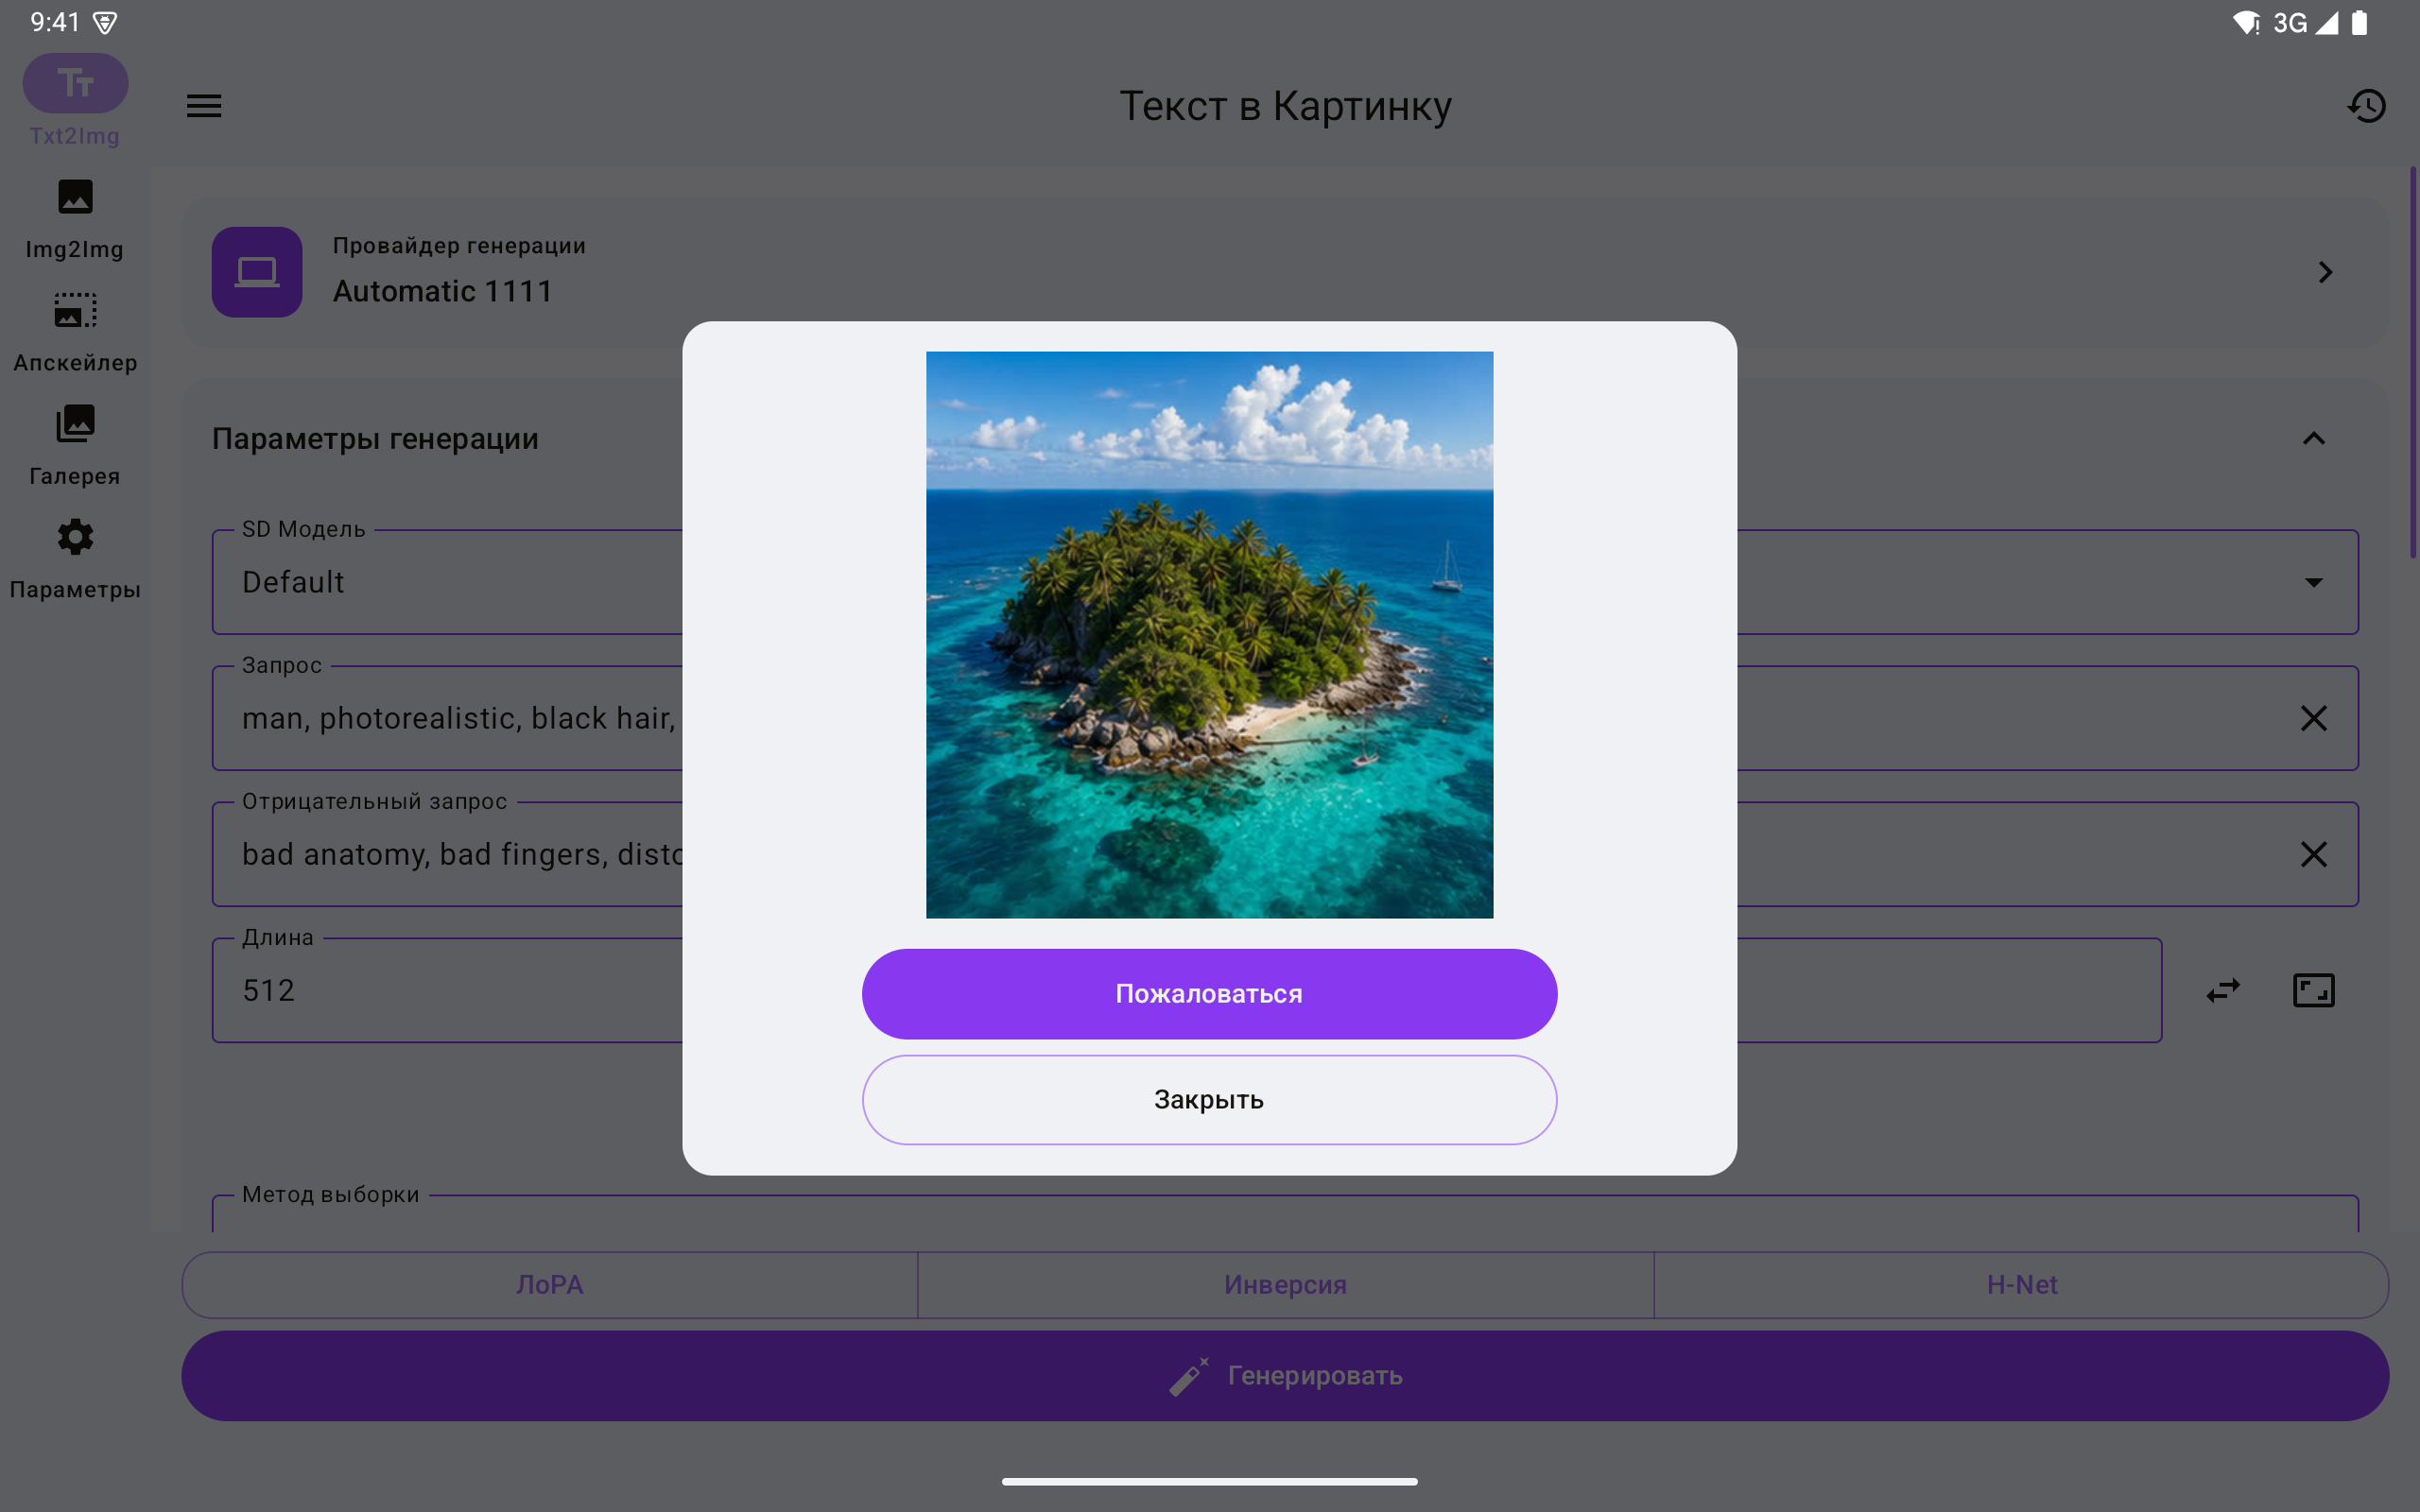 9:41
3G
Txt2Img
Текст в Картинку
Img2Img
Апскейлер
Галерея
Параметры
Провайдер генерации
Automatic 1111
Параметры генерации
SD Модель
Default
Запрос
man, photorealistic, black hair,
Отрицательный запрос
bad anatomy, bad fingers,
Длина
512
Метод выборки
Пожаловаться
Закрыть
ЛоРА
Инверсия
H-Net
Генерировать